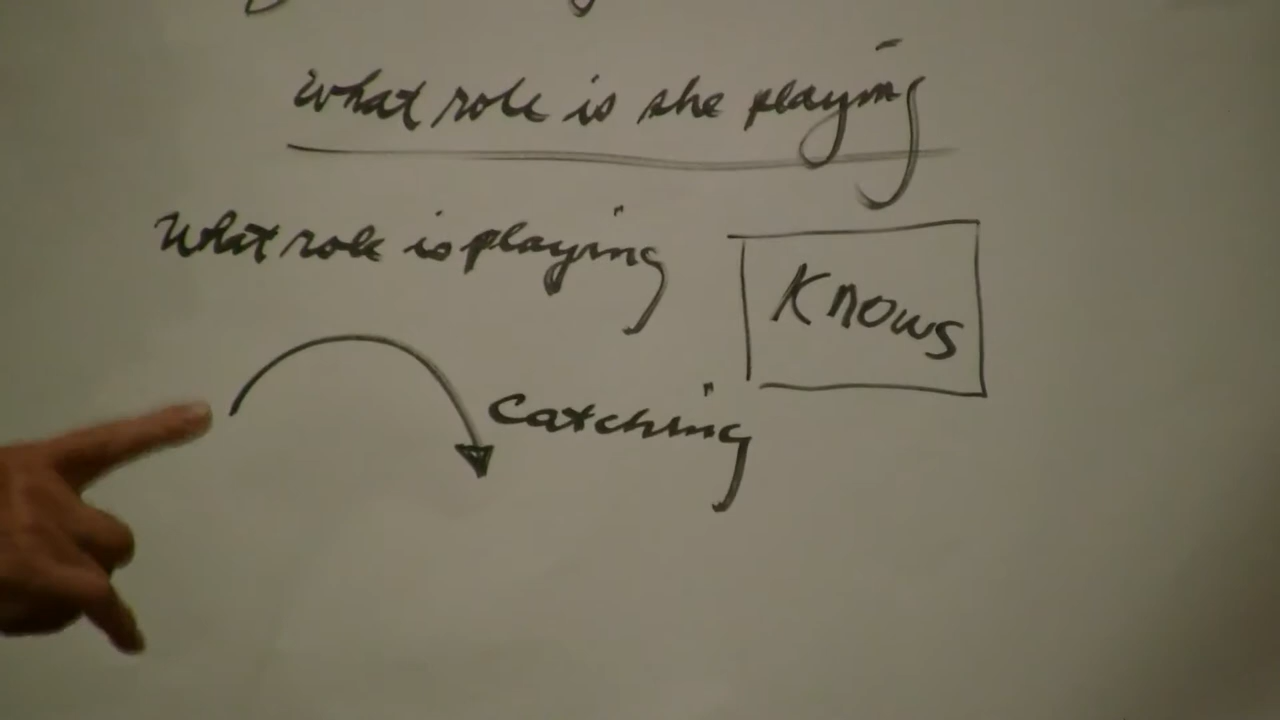 What role is she playing
What role is playing
Knows
Catching